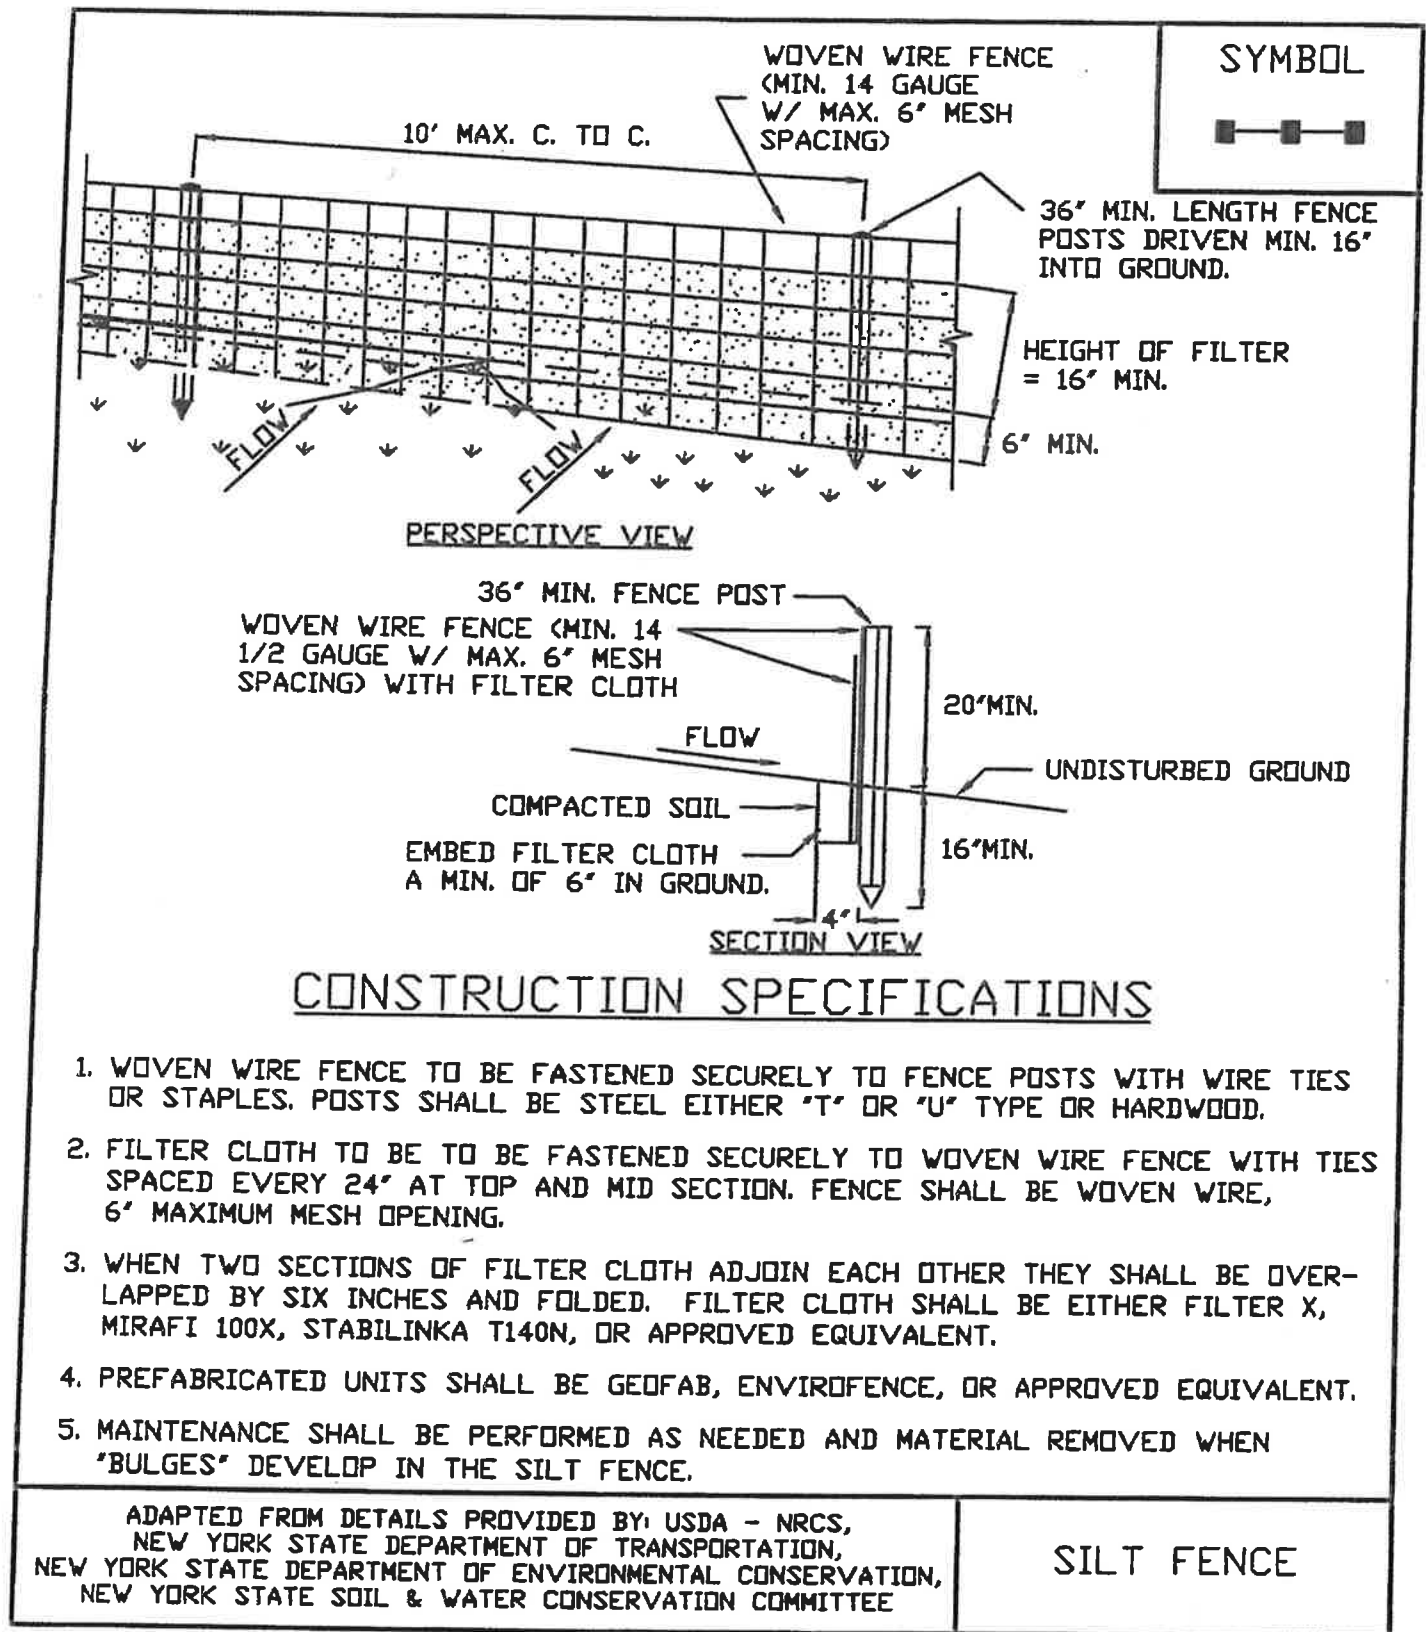 WOVEN WIRE FENCE
(MIN. 14 GAUGE
W/ MAX. 6" MESH
SPACING)
SYMBOL
10' MAX. C. TO C.
36" MIN. LENGTH FENCE
POSTS DRIVEN MIN. 16"
INTO GROUND.
HEIGHT OF FILTER
= 16" MIN.
6" MIN.
FLOW
FLOW
PERSPECTIVE VIEW
36" MIN. FENCE POST
WOVEN WIRE FENCE (MIN. 14
1/2 GAUGE W/ MAX. 6" MESH
SPACING) WITH FILTER CLOTH
20"MIN.
FLOW
UNDISTURBED GROUND
COMPACTED SOIL
EMBED FILTER CLOTH
A MIN. OF 6" IN GROUND.
16"MIN.
4"
SECTION VIEW
CONSTRUCTION SPECIFICATIONS
1. WOVEN WIRE FENCE TO BE FASTENED SECURELY TO FENCE POSTS WITH WIRE TIES
OR STAPLES. POSTS SHALL BE STEEL EITHER "T" OR "U" TYPE OR HARDWOOD.
2. FILTER CLOTH TO BE TO BE FASTENED SECURELY TO WOVEN WIRE FENCE WITH TIES
SPACED EVERY 24" AT TOP AND MID SECTION. FENCE SHALL BE WOVEN WIRE,
6" MAXIMUM MESH OPENING.
3. WHEN TWO SECTIONS OF FILTER CLOTH ADJOIN EACH OTHER THEY SHALL BE OVER-
LAPPED BY SIX INCHES AND FOLDED. FILTER CLOTH SHALL BE EITHER FILTER X,
MIRAFI 100X, STABILINKA T140N, OR APPROVED EQUIVALENT.
4. PREFABRICATED UNITS SHALL BE GEOFAB, ENVIROFENCE, OR APPROVED EQUIVALENT.
5. MAINTENANCE SHALL BE PERFORMED AS NEEDED AND MATERIAL REMOVED WHEN
"BULGES" DEVELOP IN THE SILT FENCE.
ADAPTED FROM DETAILS PROVIDED BY: USDA - NRCS,
NEW YORK STATE DEPARTMENT OF TRANSPORTATION,
NEW YORK STATE DEPARTMENT OF ENVIRONMENTAL CONSERVATION,
NEW YORK STATE SOIL & WATER CONSERVATION COMMITTEE
SILT FENCE